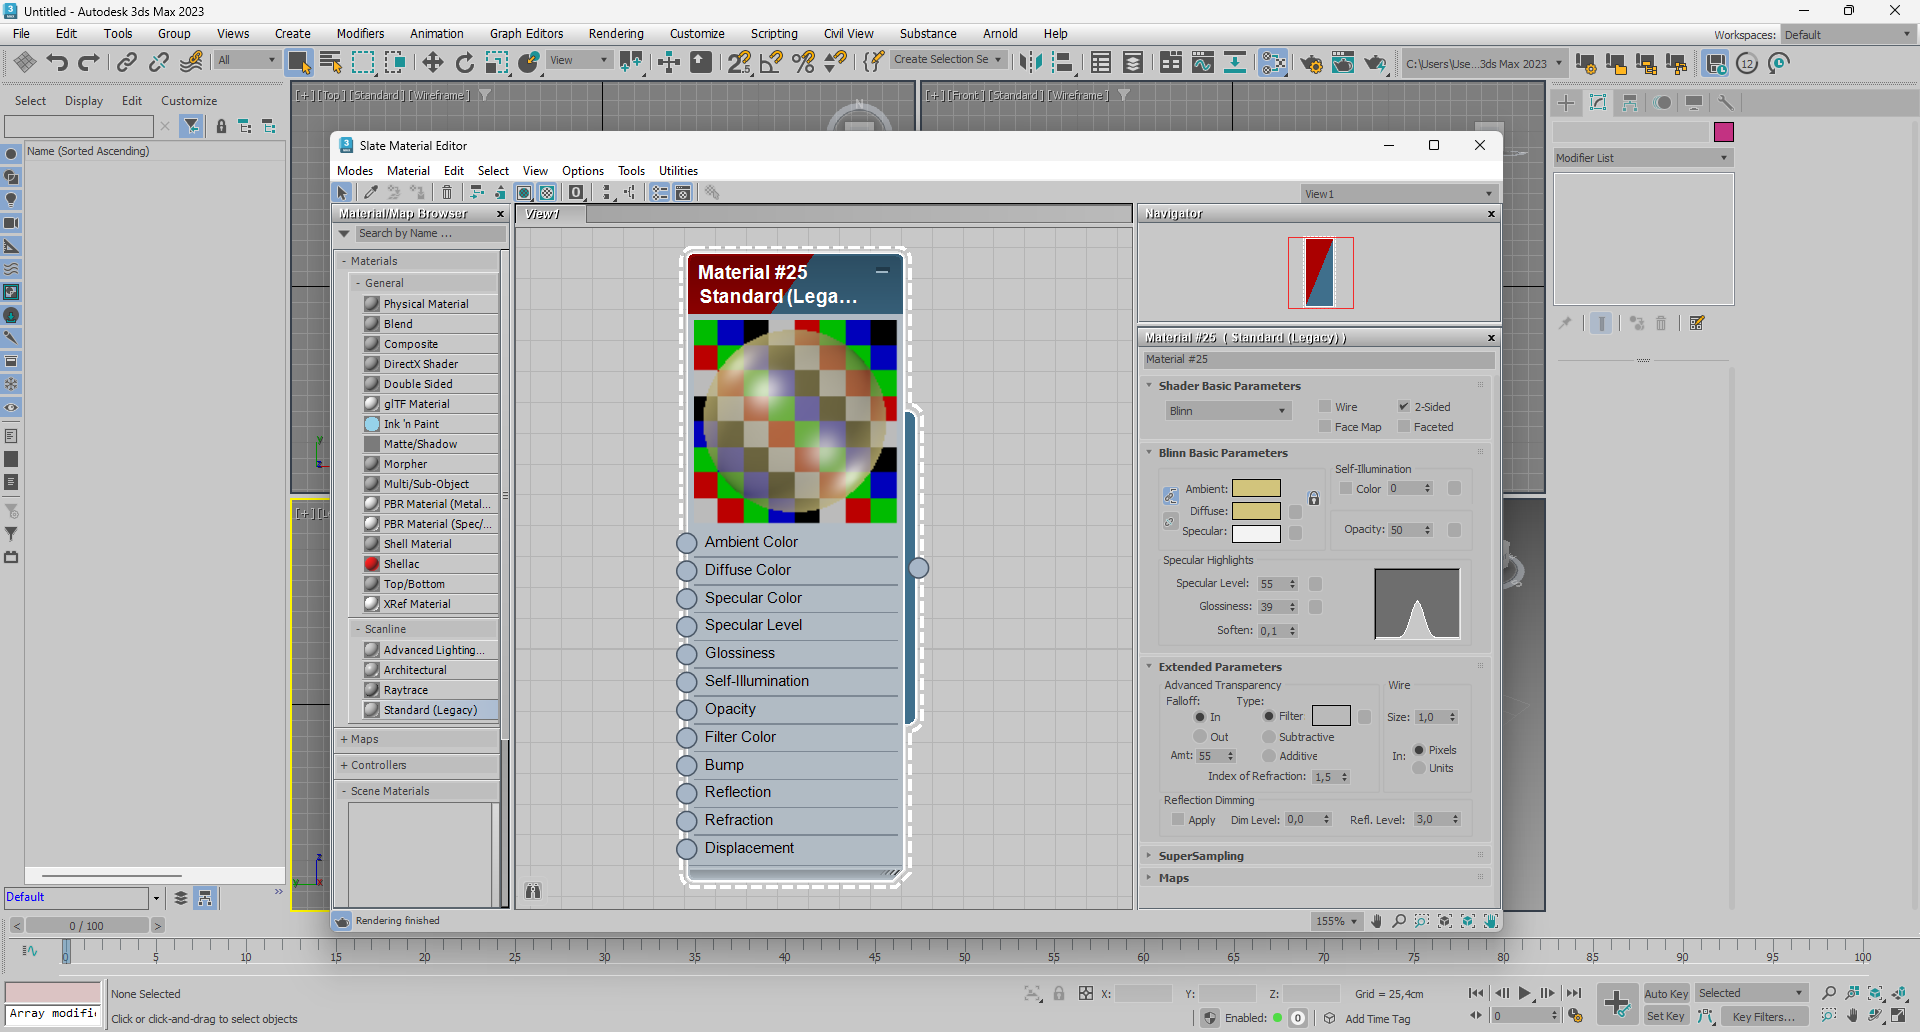 Untitled - Autodesk 3ds Max 2023
File Edit Tools Group Views Create Modifiers Animation Graph Editors Rendering Customize Scripting Civil View Substance Arnold Help
Workspaces: Default
All
View
Create Selection Se
C:\Users\Use...3ds Max 2023
Select Display Edit Customize
Name (Sorted Ascending)
[+] [Top] [Standard] [Wireframe]
[+] [Front] [Standard] [Wireframe]
Modifier List
Slate Material Editor
Modes Material Edit Select View Options Tools Utilities
View1
Material/Map Browser
View1
Navigator
Search by Name ...
- Materials
- General
Physical Material
Blend
Composite
DirectX Shader
Double Sided
glTF Material
Ink 'n Paint
Matte/Shadow
Morpher
Multi/Sub-Object
PBR Material (Metal...
PBR Material (Spec/...
Shell Material
Shellac
Top/Bottom
XRef Material
- Scanline
Advanced Lighting...
Architectural
Raytrace
Standard (Legacy)
+ Maps
+ Controllers
- Scene Materials
Material #25
Standard (Lega...
Ambient Color
Diffuse Color
Specular Color
Specular Level
Glossiness
Self-Illumination
Opacity
Filter Color
Bump
Reflection
Refraction
Displacement
Material #25 ( Standard (Legacy) )
Material #25
Shader Basic Parameters
Blinn
Wire
2-Sided
Face Map
Faceted
Blinn Basic Parameters
Self-Illumination
Ambient:
Color 0
Diffuse:
Specular:
Opacity: 50
Specular Highlights
Specular Level: 55
Glossiness: 39
Soften: 0,1
Extended Parameters
Advanced Transparency
Wire
Falloff:
Type:
In
Filter
Size: 1,0
Out
Subtractive
Amt: 55
Additive
In:
Pixels
Units
Index of Refraction: 1,5
Reflection Dimming
Apply
Dim Level: 0,0
Refl. Level: 3,0
SuperSampling
Maps
Rendering finished
155%
Default
0 / 100
0 5 10 15 20 25 30 35 40 45 50 55 60 65 70 75 80 85 90 95 100
None Selected
X:
Y:
Z:
Grid = 25,4cm
Auto Key
Selected
Array modifi
Click or click-and-drag to select objects
Enabled:
0
Add Time Tag
0
Set Key
Key Filters...